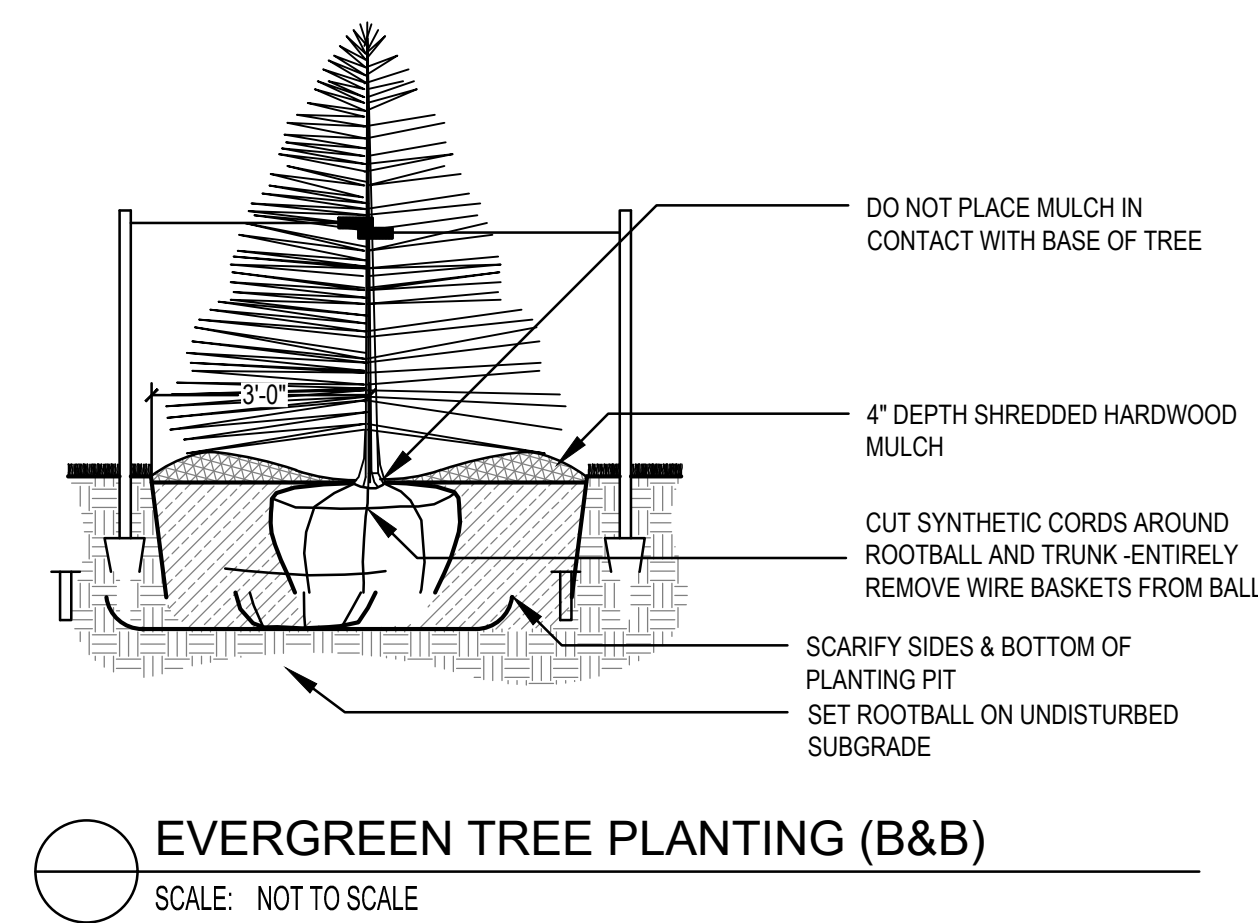 DO NOT PLACE MULCH IN
CONTACT WITH BASE OF TREE
3'-0"
4" DEPTH SHREDDED HARDWOOD
MULCH
CUT SYNTHETIC CORDS AROUND
ROOTBALL AND TRUNK -ENTIRELY
REMOVE WIRE BASKETS FROM BALL
SCARIFY SIDES & BOTTOM OF
PLANTING PIT
SET ROOTBALL ON UNDISTURBED
SUBGRADE
EVERGREEN TREE PLANTING (B&B)
SCALE: NOT TO SCALE